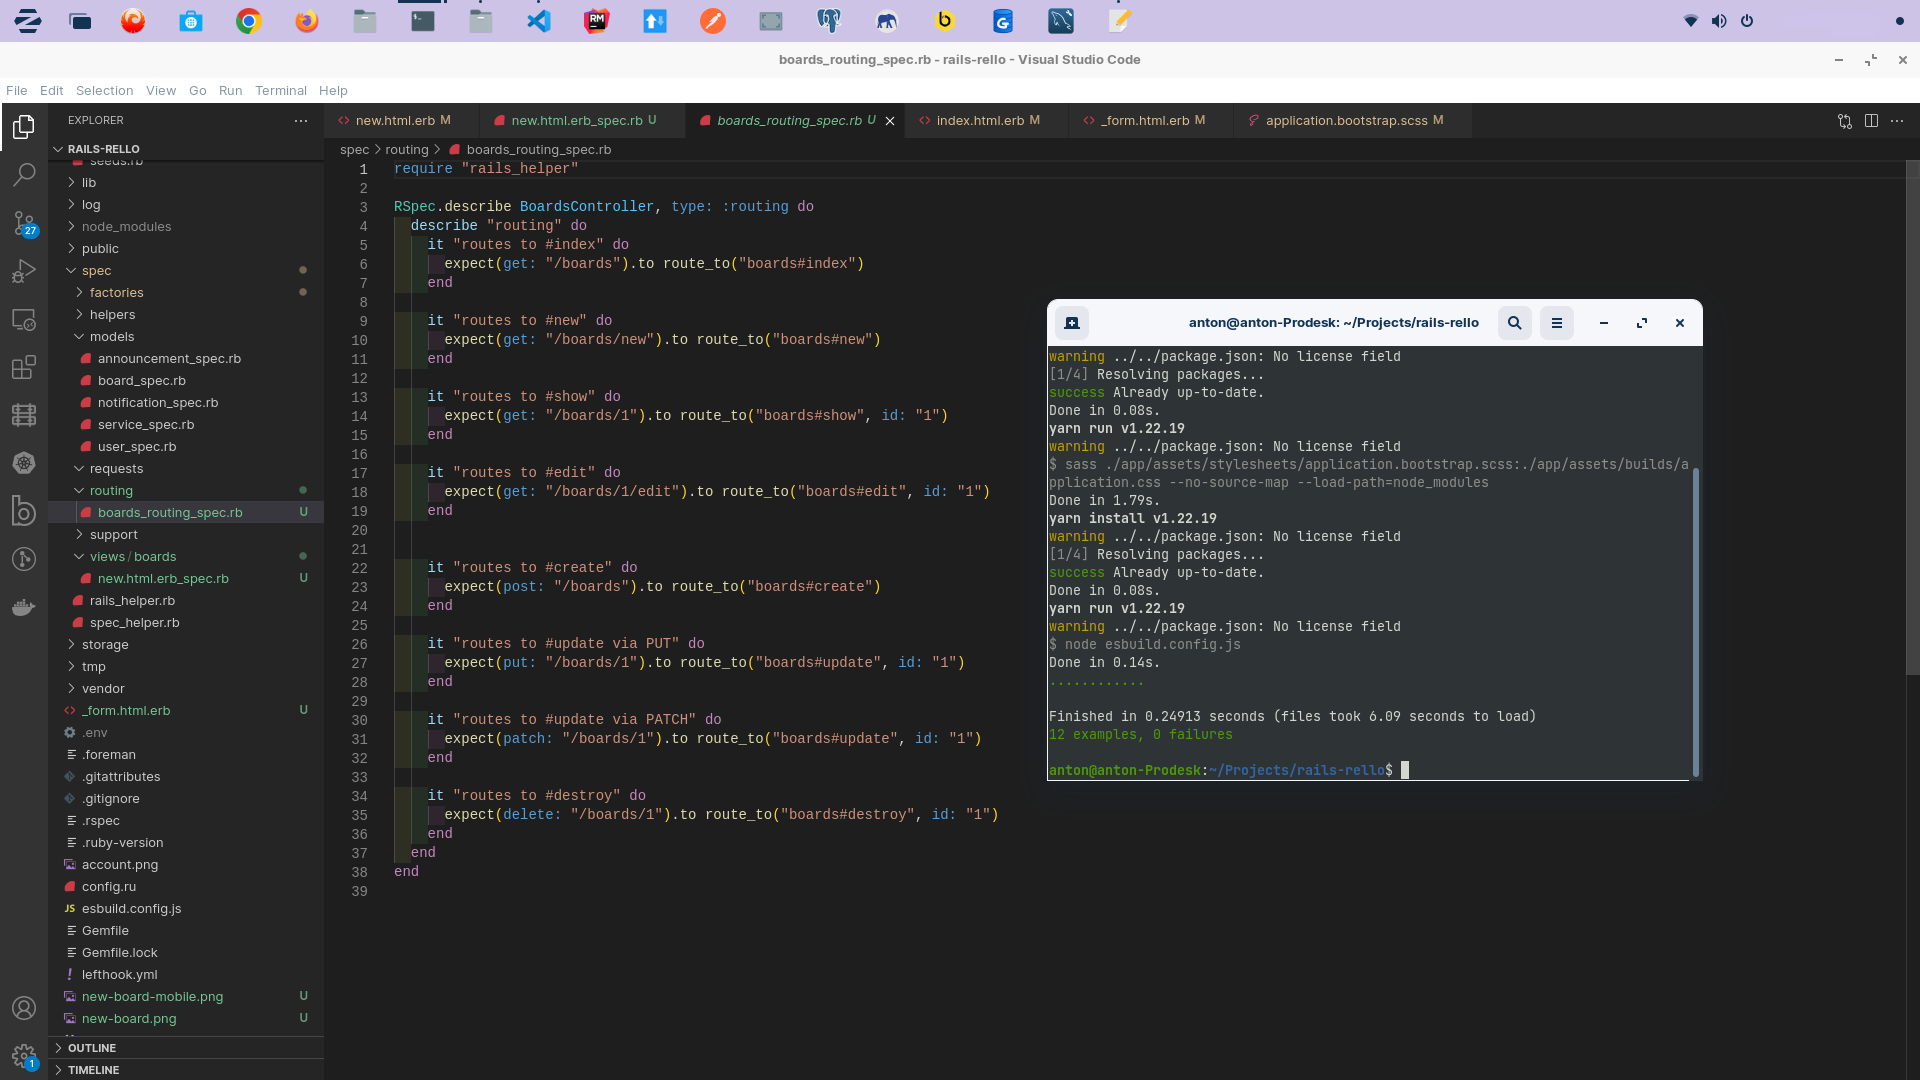 boards_routing_spec.rb - rails-rello - Visual Studio Code
File Edit Selection View Go Run Terminal Help
EXPLORER
RAILS-RELLO
seeds.rb
lib
log
node_modules
public
spec
factories
helpers
models
announcement_spec.rb
board_spec.rb
notification_spec.rb
service_spec.rb
user_spec.rb
requests
routing
boards_routing_spec.rb U
support
views/boards
new.html.erb_spec.rb U
rails_helper.rb
spec_helper.rb
storage
tmp
vendor
_form.html.erb U
.env
.foreman
.gitattributes
.gitignore
.rspec
.ruby-version
account.png
config.ru
JS esbuild.config.js
Gemfile
Gemfile.lock
! lefthook.yml
new-board-mobile.png U
new-board.png U
OUTLINE
TIMELINE
27
1
new.html.erb M new.html.erb_spec.rb U boards_routing_spec.rb U index.html.erb M _form.html.erb M application.bootstrap.scss M
spec > routing > boards_routing_spec.rb
1 require "rails_helper"
2
3 RSpec.describe BoardsController, type: :routing do
4 describe "routing" do
5 it "routes to #index" do
6 expect(get: "/boards").to route_to("boards#index")
7 end
8
9 it "routes to #new" do
10 expect(get: "/boards/new").to route_to("boards#new")
11 end
12
13 it "routes to #show" do
14 expect(get: "/boards/1").to route_to("boards#show", id: "1")
15 end
16
17 it "routes to #edit" do
18 expect(get: "/boards/1/edit").to route_to("boards#edit", id: "1")
19 end
20
21
22 it "routes to #create" do
23 expect(post: "/boards").to route_to("boards#create")
24 end
25
26 it "routes to #update via PUT" do
27 expect(put: "/boards/1").to route_to("boards#update", id: "1")
28 end
29
30 it "routes to #update via PATCH" do
31 expect(patch: "/boards/1").to route_to("boards#update", id: "1")
32 end
33
34 it "routes to #destroy" do
35 expect(delete: "/boards/1").to route_to("boards#destroy", id: "1")
36 end
37 end
38 end
39
anton@anton-Prodesk: ~/Projects/rails-rello
warning ../../package.json: No license field
[1/4] Resolving packages...
success Already up-to-date.
Done in 0.08s.
yarn run v1.22.19
warning ../../package.json: No license field
$ sass ./app/assets/stylesheets/application.bootstrap.scss:./app/assets/builds/a
pplication.css --no-source-map --load-path=node_modules
Done in 1.79s.
yarn install v1.22.19
warning ../../package.json: No license field
[1/4] Resolving packages...
success Already up-to-date.
Done in 0.08s.
yarn run v1.22.19
warning ../../package.json: No license field
$ node esbuild.config.js
Done in 0.14s.
............
Finished in 0.24913 seconds (files took 6.09 seconds to load)
12 examples, 0 failures
anton@anton-Prodesk:~/Projects/rails-rello$